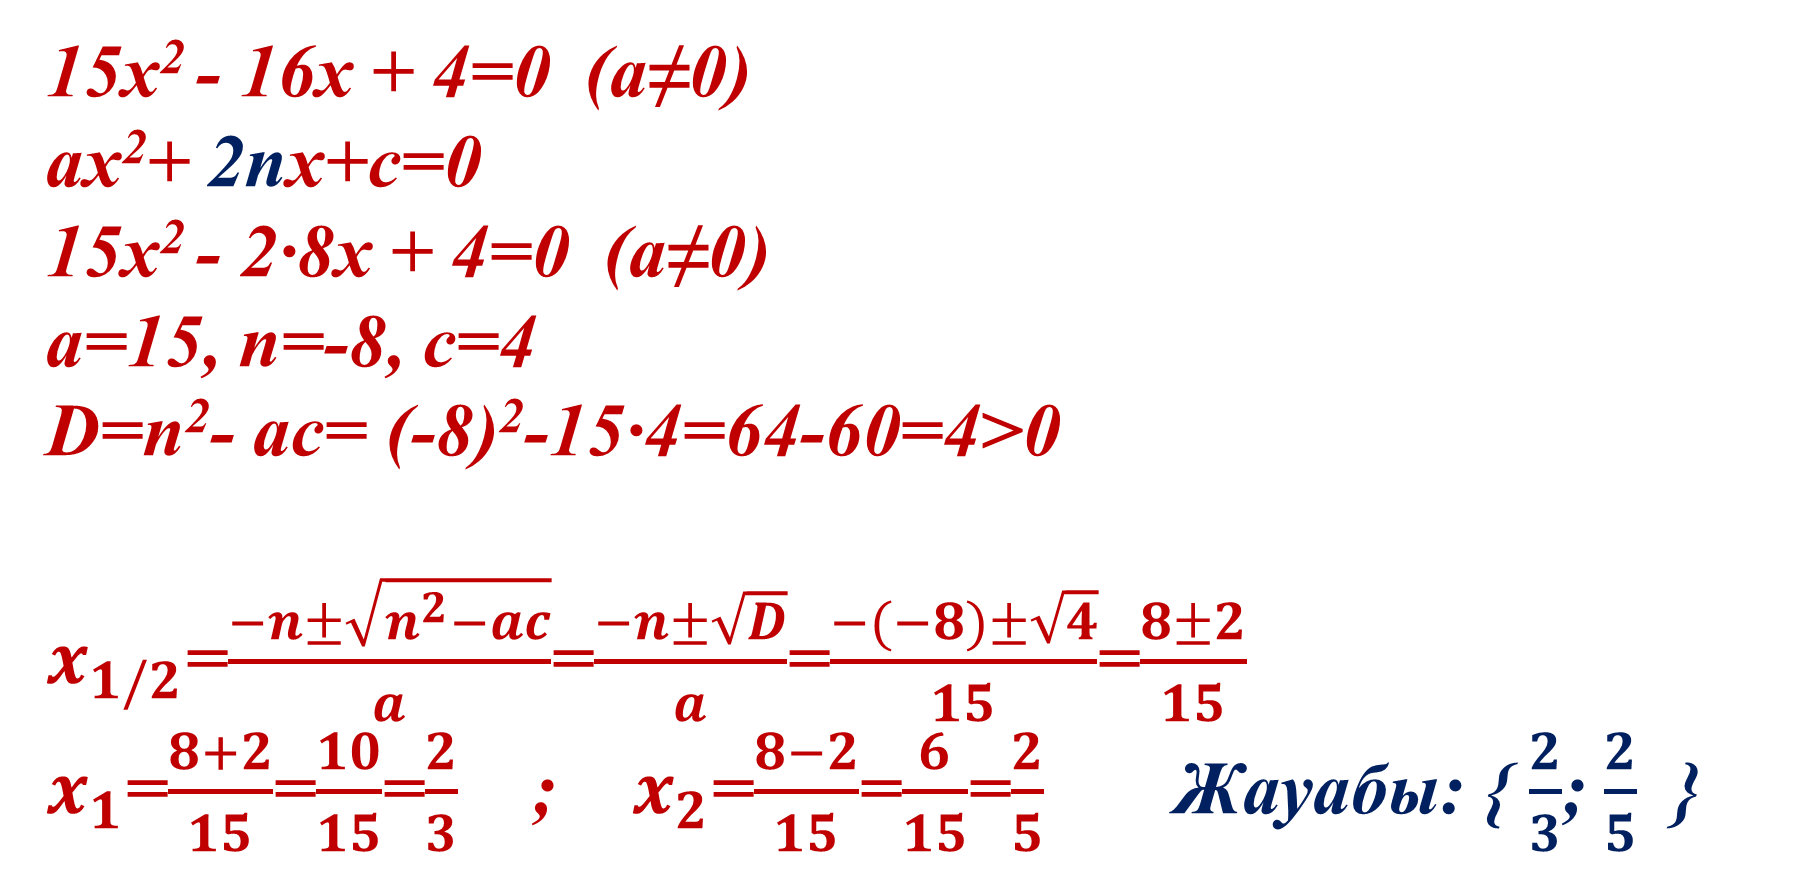 15x² - 16x + 4=0 (a≠0)
ax²+ 2nx+c=0
15x² - 2·8x + 4=0 (a≠0)
a=15, n=-8, c=4
D=n²- ac= (-8)²-15·4=64-60=4>0
x₁/₂=(−n±√(n²−ac))/a=(−n±√D)/a=(−(−8)±√4)/15=(8±2)/15
x₁=(8+2)/15=10/15=2/3 ; x₂=(8−2)/15=6/15=2/5 Жауабы: { 2/3; 2/5 }